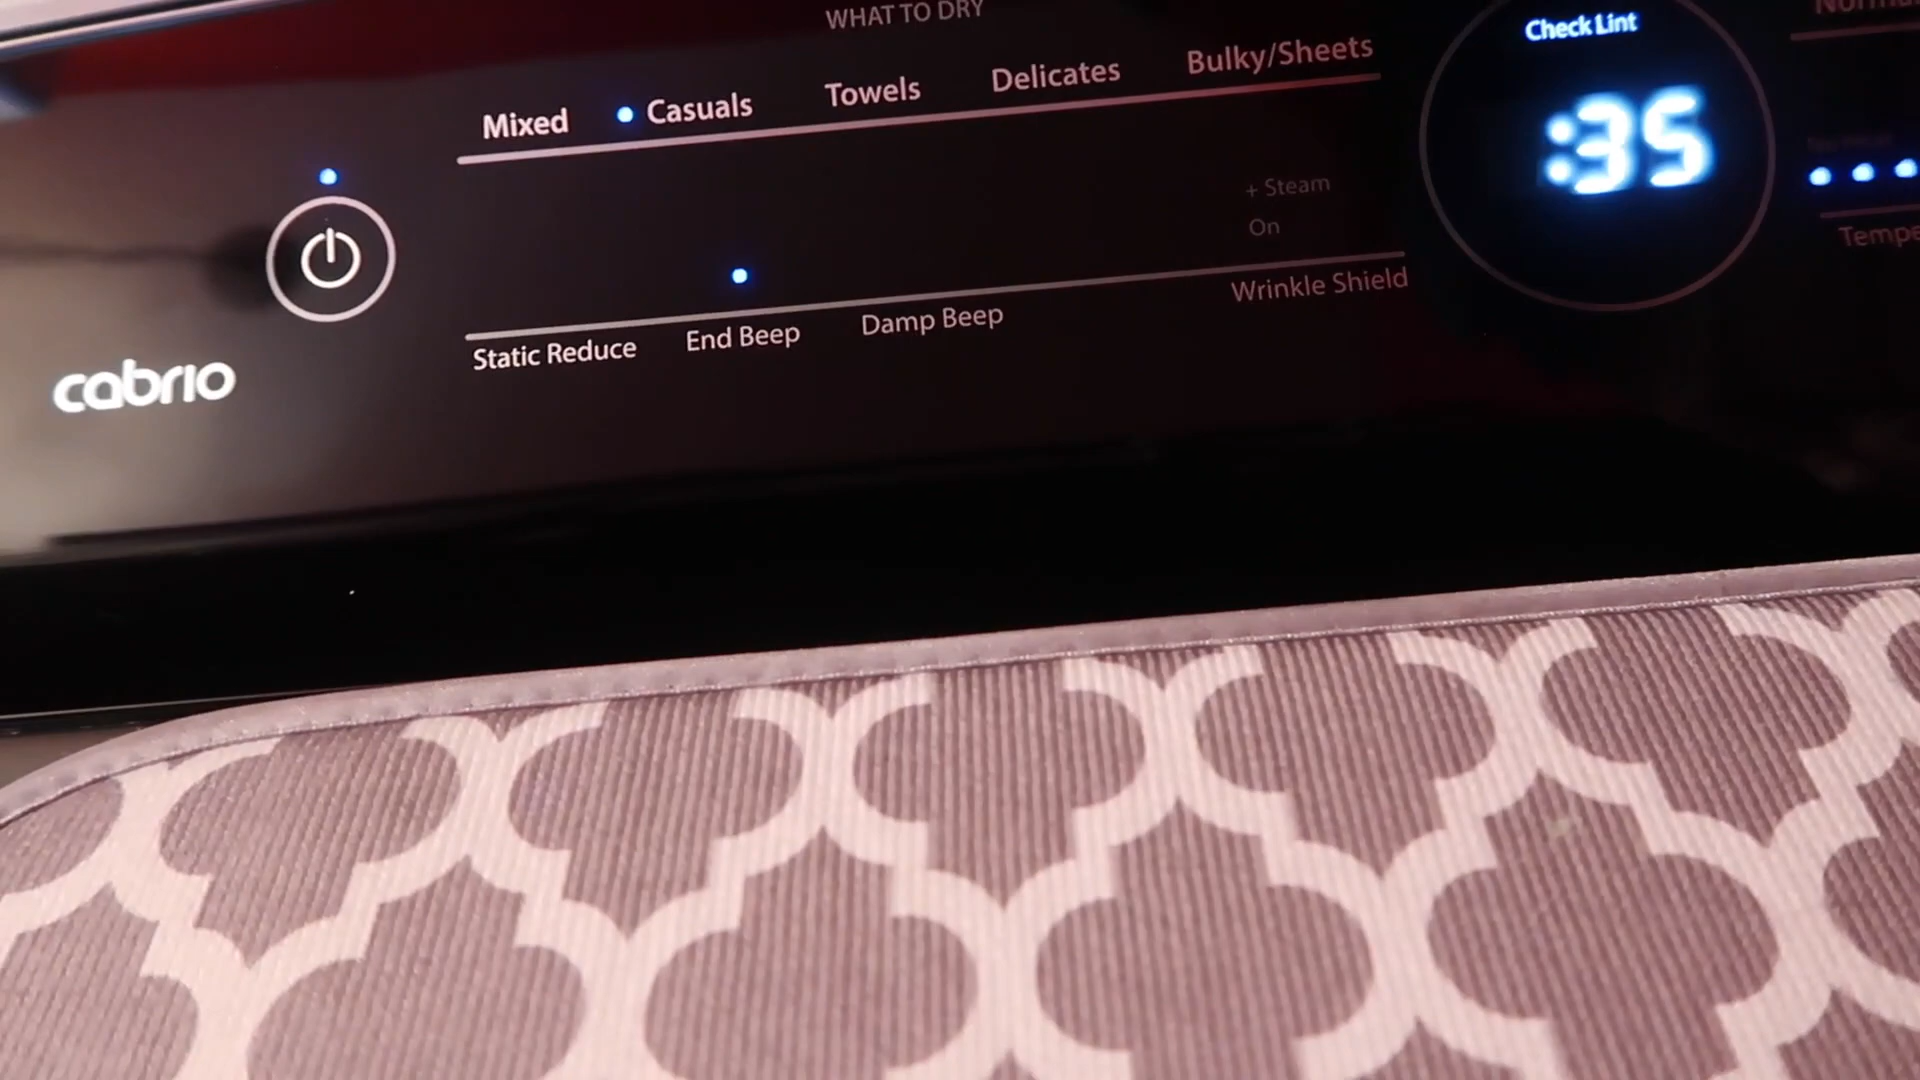 WHAT TO DRY
Mixed Casuals Towels Delicates Bulky/Sheets
Check Lint
:35
+ Steam
On
Static Reduce End Beep Damp Beep Wrinkle Shield
cabrio